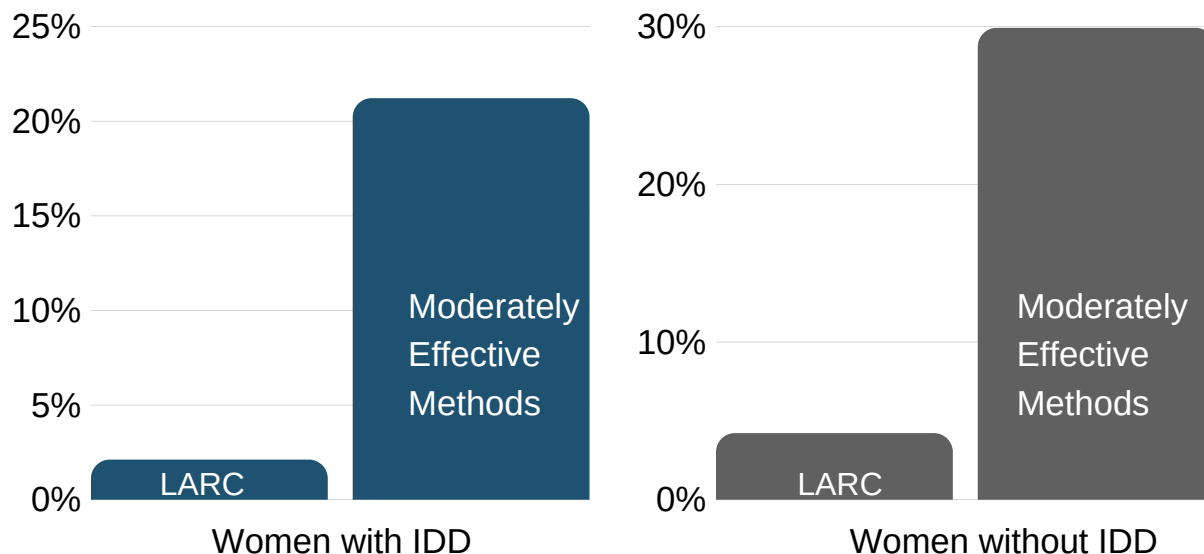 25%
20%
15%
10%
5%
0%
Moderately
Effective
Methods
LARC
Women with IDD
30%
20%
10%
0%
Moderately
Effective
Methods
LARC
Women without IDD